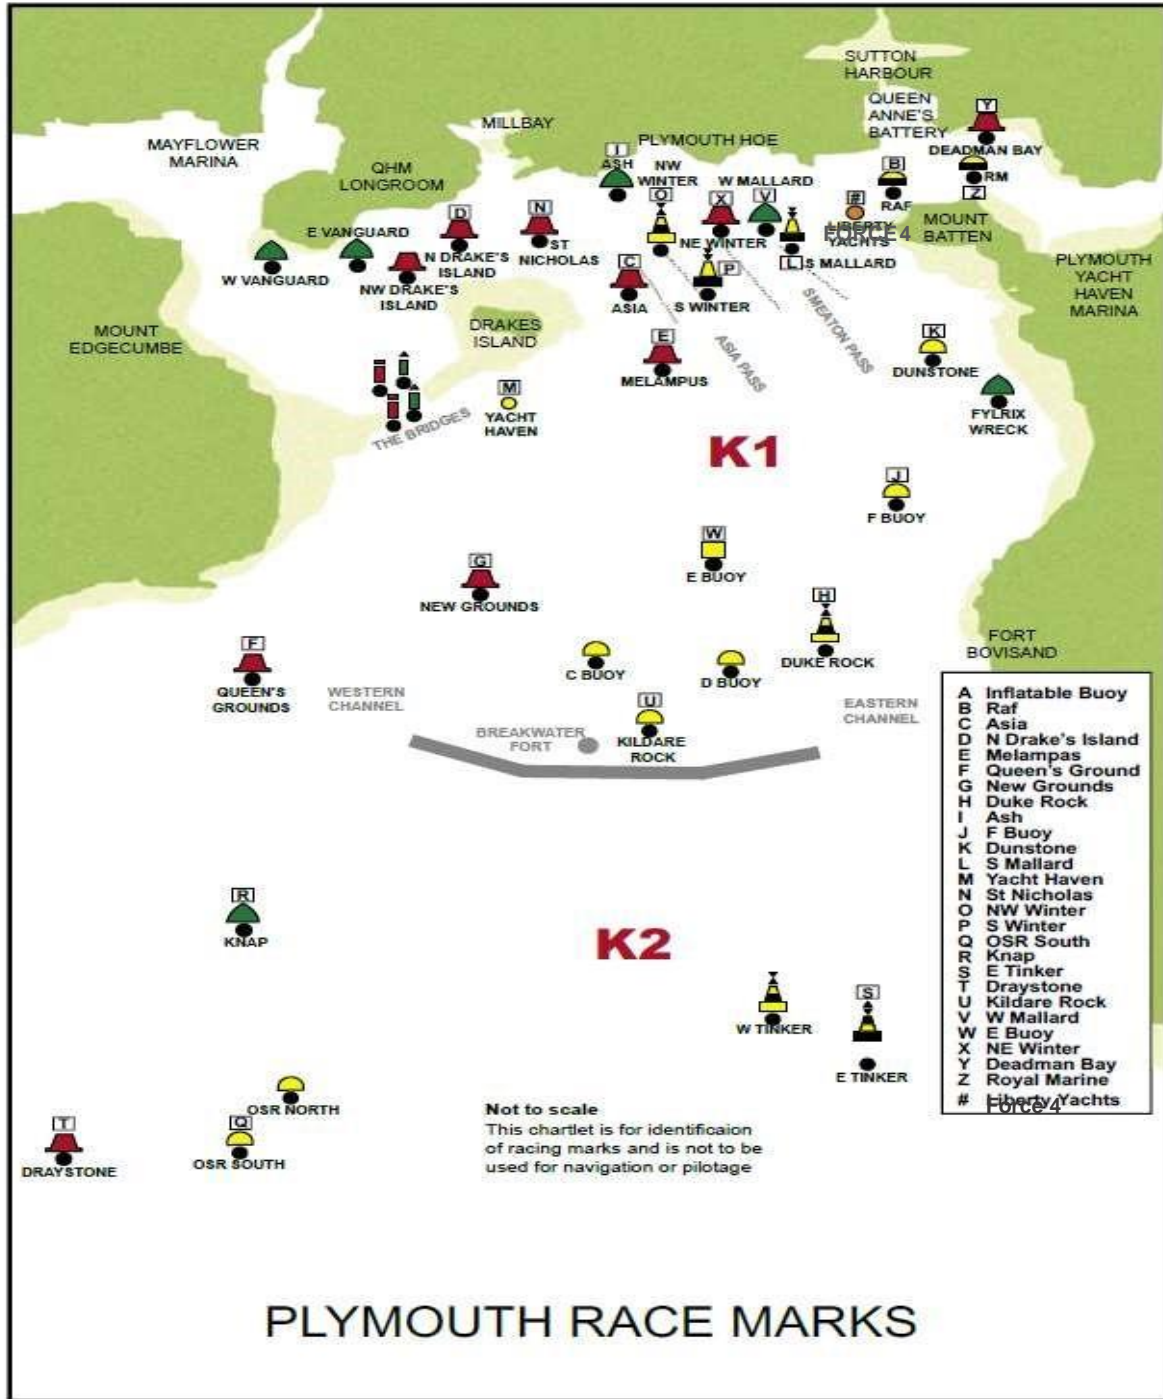 SUTTON
HARBOUR
QUEEN
ANNE'S
BATTERY
Y
DEADMAN BAY
MILLBAY
PLYMOUTH HOE
MAYFLOWER
MARINA
QHM
LONGROOM
I
ASH
NW
WINTER
W MALLARD
B
RAF
RM
Z
O
X
V
#
D
N
E VANGUARD
N DRAKE'S
ISLAND
ST
NICHOLAS
NE WINTER
LIBERTY
YACHTS
FORCE 4
MOUNT
BATTEN
W VANGUARD
NW DRAKE'S
ISLAND
C
ASIA
P
S WINTER
L
S MALLARD
PLYMOUTH
YACHT
HAVEN
MARINA
MOUNT
EDGECUMBE
DRAKES
ISLAND
E
MELAMPUS
ASIA PASS
SMEATON PASS
K
DUNSTONE
M
YACHT
HAVEN
THE BRIDGES
FYLRIX
WRECK
K1
J
F BUOY
W
E BUOY
G
NEW GROUNDS
H
DUKE ROCK
F
QUEEN'S
GROUNDS
C BUOY
D BUOY
FORT
BOVISAND
WESTERN
CHANNEL
U
KILDARE
ROCK
EASTERN
CHANNEL
BREAKWATER
FORT
A Inflatable Buoy
B Raf
C Asia
D N Drake's Island
E Melampas
F Queen's Ground
G New Grounds
H Duke Rock
I Ash
J F Buoy
K Dunstone
L S Mallard
M Yacht Haven
N St Nicholas
O NW Winter
P S Winter
Q OSR South
R Knap
S E Tinker
T Draystone
U Kildare Rock
V W Mallard
W E Buoy
X NE Winter
Y Deadman Bay
Z Royal Marine
# Liberty Yachts
Force 4
R
KNAP
K2
W TINKER
S
E TINKER
OSR NORTH
T
DRAYSTONE
Q
OSR SOUTH
Not to scale
This chartlet is for identificaion
of racing marks and is not to be
used for navigation or pilotage
PLYMOUTH RACE MARKS